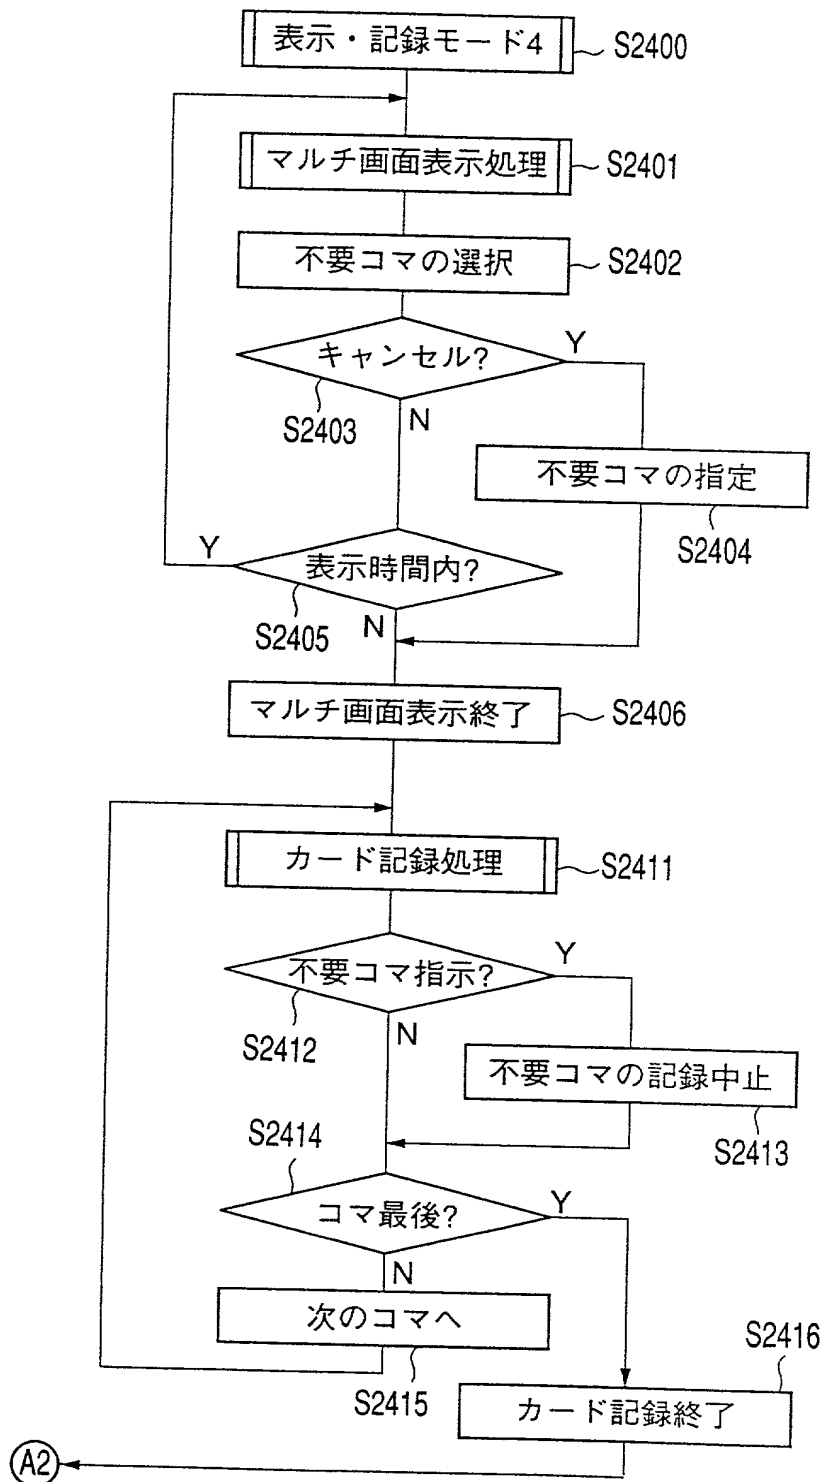 表示・記録モード4
S2400
マルチ画面表示処理
S2401
不要コマの選択
S2402
キャンセル?
Y
S2403
N
不要コマの指定
S2404
Y
表示時間内?
S2405
N
マルチ画面表示終了
S2406
カード記録処理
S2411
不要コマ指示?
Y
S2412
N
不要コマの記録中止
S2413
S2414
コマ最後?
Y
N
次のコマへ
S2415
S2416
カード記録終了
A2